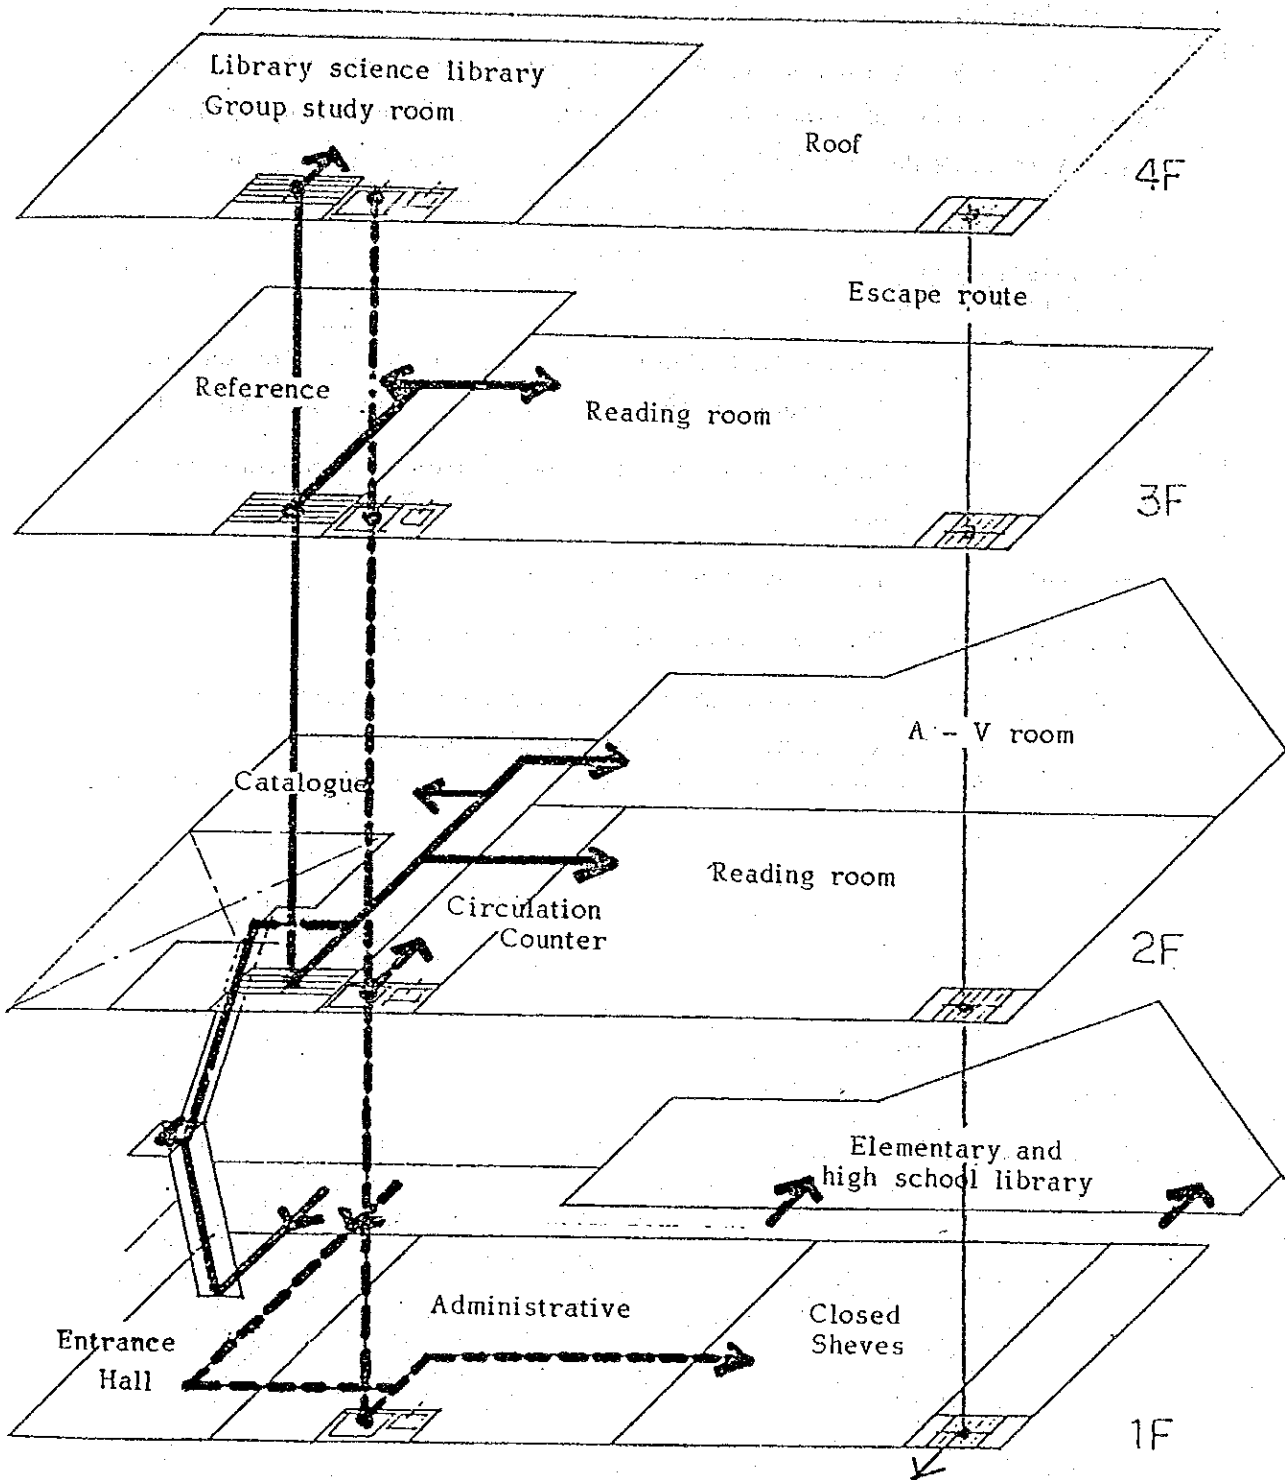 Library science library
Group study room
Roof
4F
Escape route
Reference
Reading room
3F
A - V room
Catalogue
Reading room
Circulation
Counter
2F
Elementary and
high school library
Administrative
Closed
Sheves
Entrance
Hall
1F